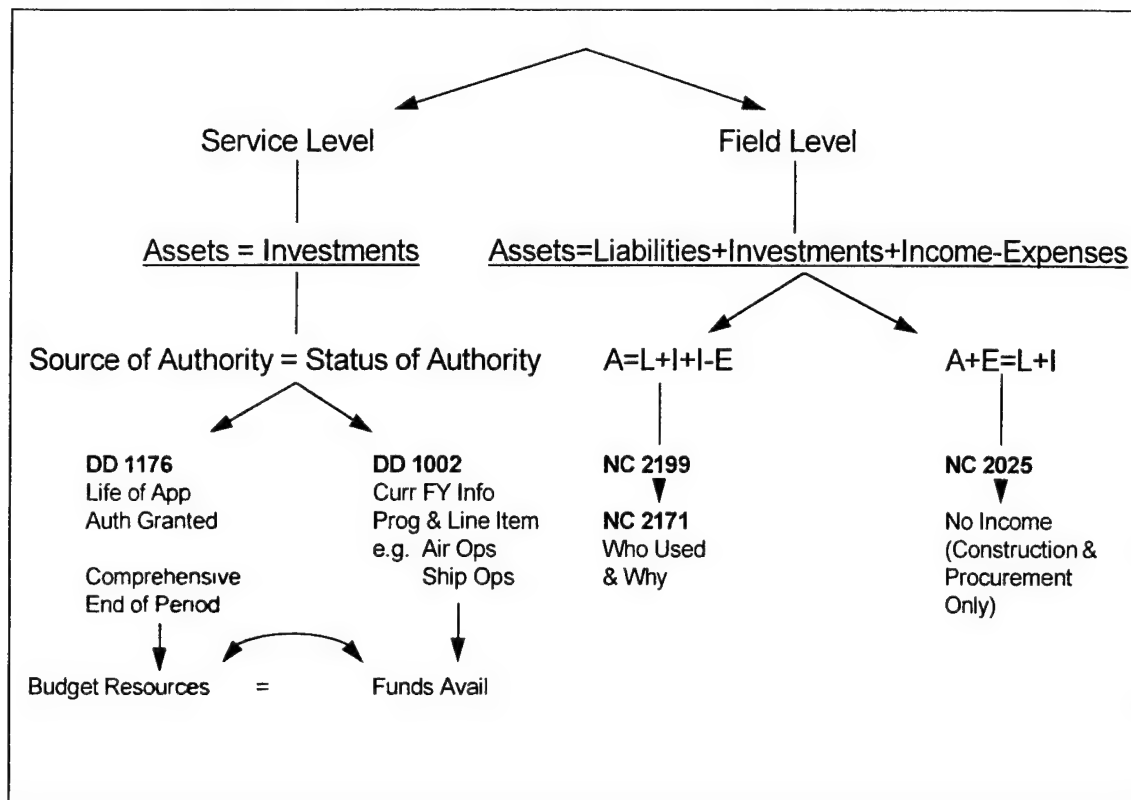 Service Level
Field Level
Assets = Investments
Assets=Liabilities+Investments+Income-Expenses
Source of Authority = Status of Authority
A=L+I+I-E
A+E=L+I
DD 1176
Life of App
Auth Granted
Comprehensive
End of Period
DD 1002
Curr FY Info
Prog & Line Item
e.g. Air Ops
Ship Ops
NC 2199
NC 2171
Who Used
& Why
NC 2025
No Income
(Construction &
Procurement
Only)
Budget Resources = Funds Avail